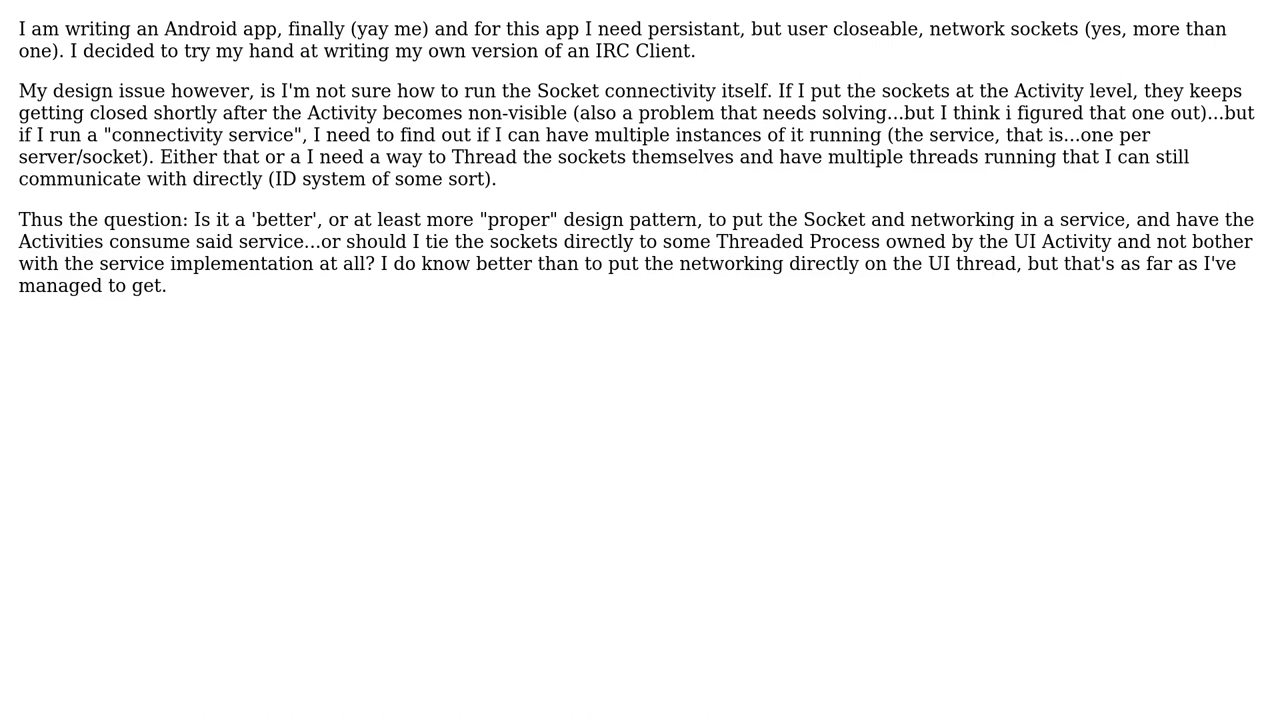 I am writing an Android app, finally (yay me) and for this app I need persistant, but user closeable, network sockets (yes, more than
one). I decided to try my hand at writing my own version of an IRC Client.
My design issue however, is I'm not sure how to run the Socket connectivity itself. If I put the sockets at the Activity level, they keeps
getting closed shortly after the Activity becomes non-visible (also a problem that needs solving...but I think i figured that one out)...but
if I run a "connectivity service", I need to find out if I can have multiple instances of it running (the service, that is...one per
server/socket). Either that or a I need a way to Thread the sockets themselves and have multiple threads running that I can still
communicate with directly (ID system of some sort).
Thus the question: Is it a 'better', or at least more "proper" design pattern, to put the Socket and networking in a service, and have the
Activities consume said service...or should I tie the sockets directly to some Threaded Process owned by the UI Activity and not bother
with the service implementation at all? I do know better than to put the networking directly on the UI thread, but that's as far as I've
managed to get.